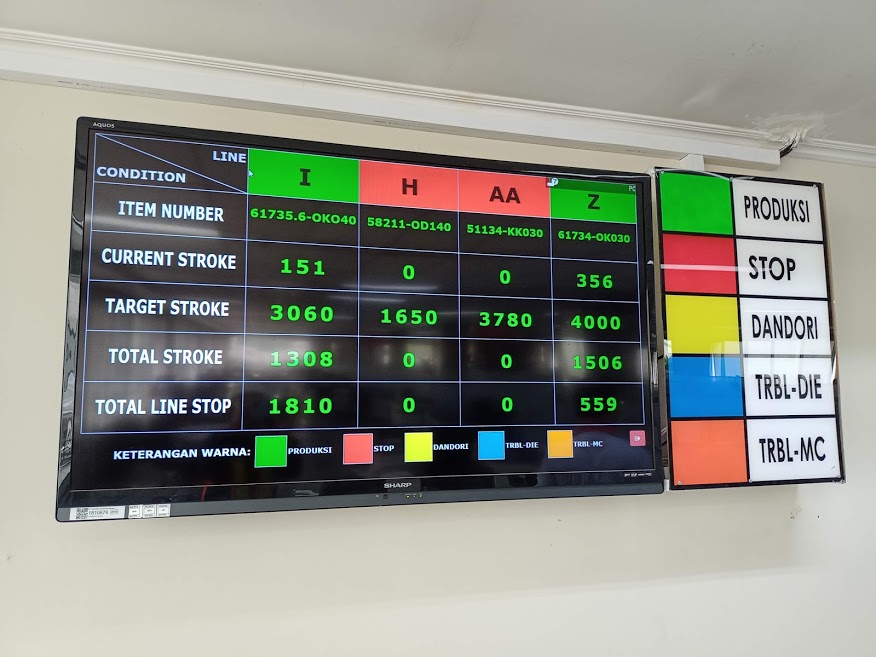 AQUOS
LINE
CONDITION
I H AA Z
PC
ITEM NUMBER 61735.6-OKO40 58211-OD140 51134-KK030 61734-OK030
CURRENT STROKE 151 0 0 356
TARGET STROKE 3060 1650 3780 4000
TOTAL STROKE 1308 0 0 1506
TOTAL LINE STOP 1810 0 0 559
KETERANGAN WARNA: PRODUKSI STOP DANDORI TRBL-DIE TRBL-MC
SHARP
PRODUKSI
STOP
DANDORI
TRBL-DIE
TRBL-MC